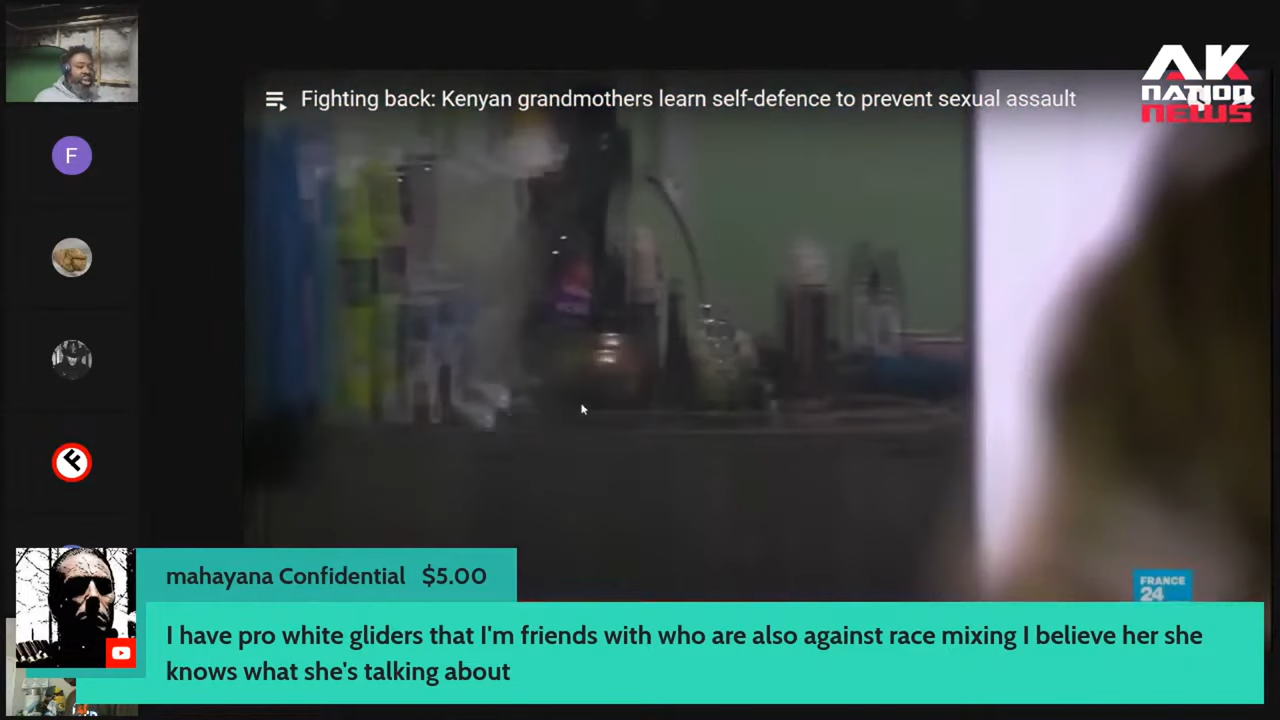 Fighting back: Kenyan grandmothers learn self-defence to prevent sexual assault
AK
NATION
NEWS
F
F
mahayana Confidential $5.00
I have pro white gliders that I'm friends with who are also against race mixing I believe her she
knows what she's talking about
FRANCE
24